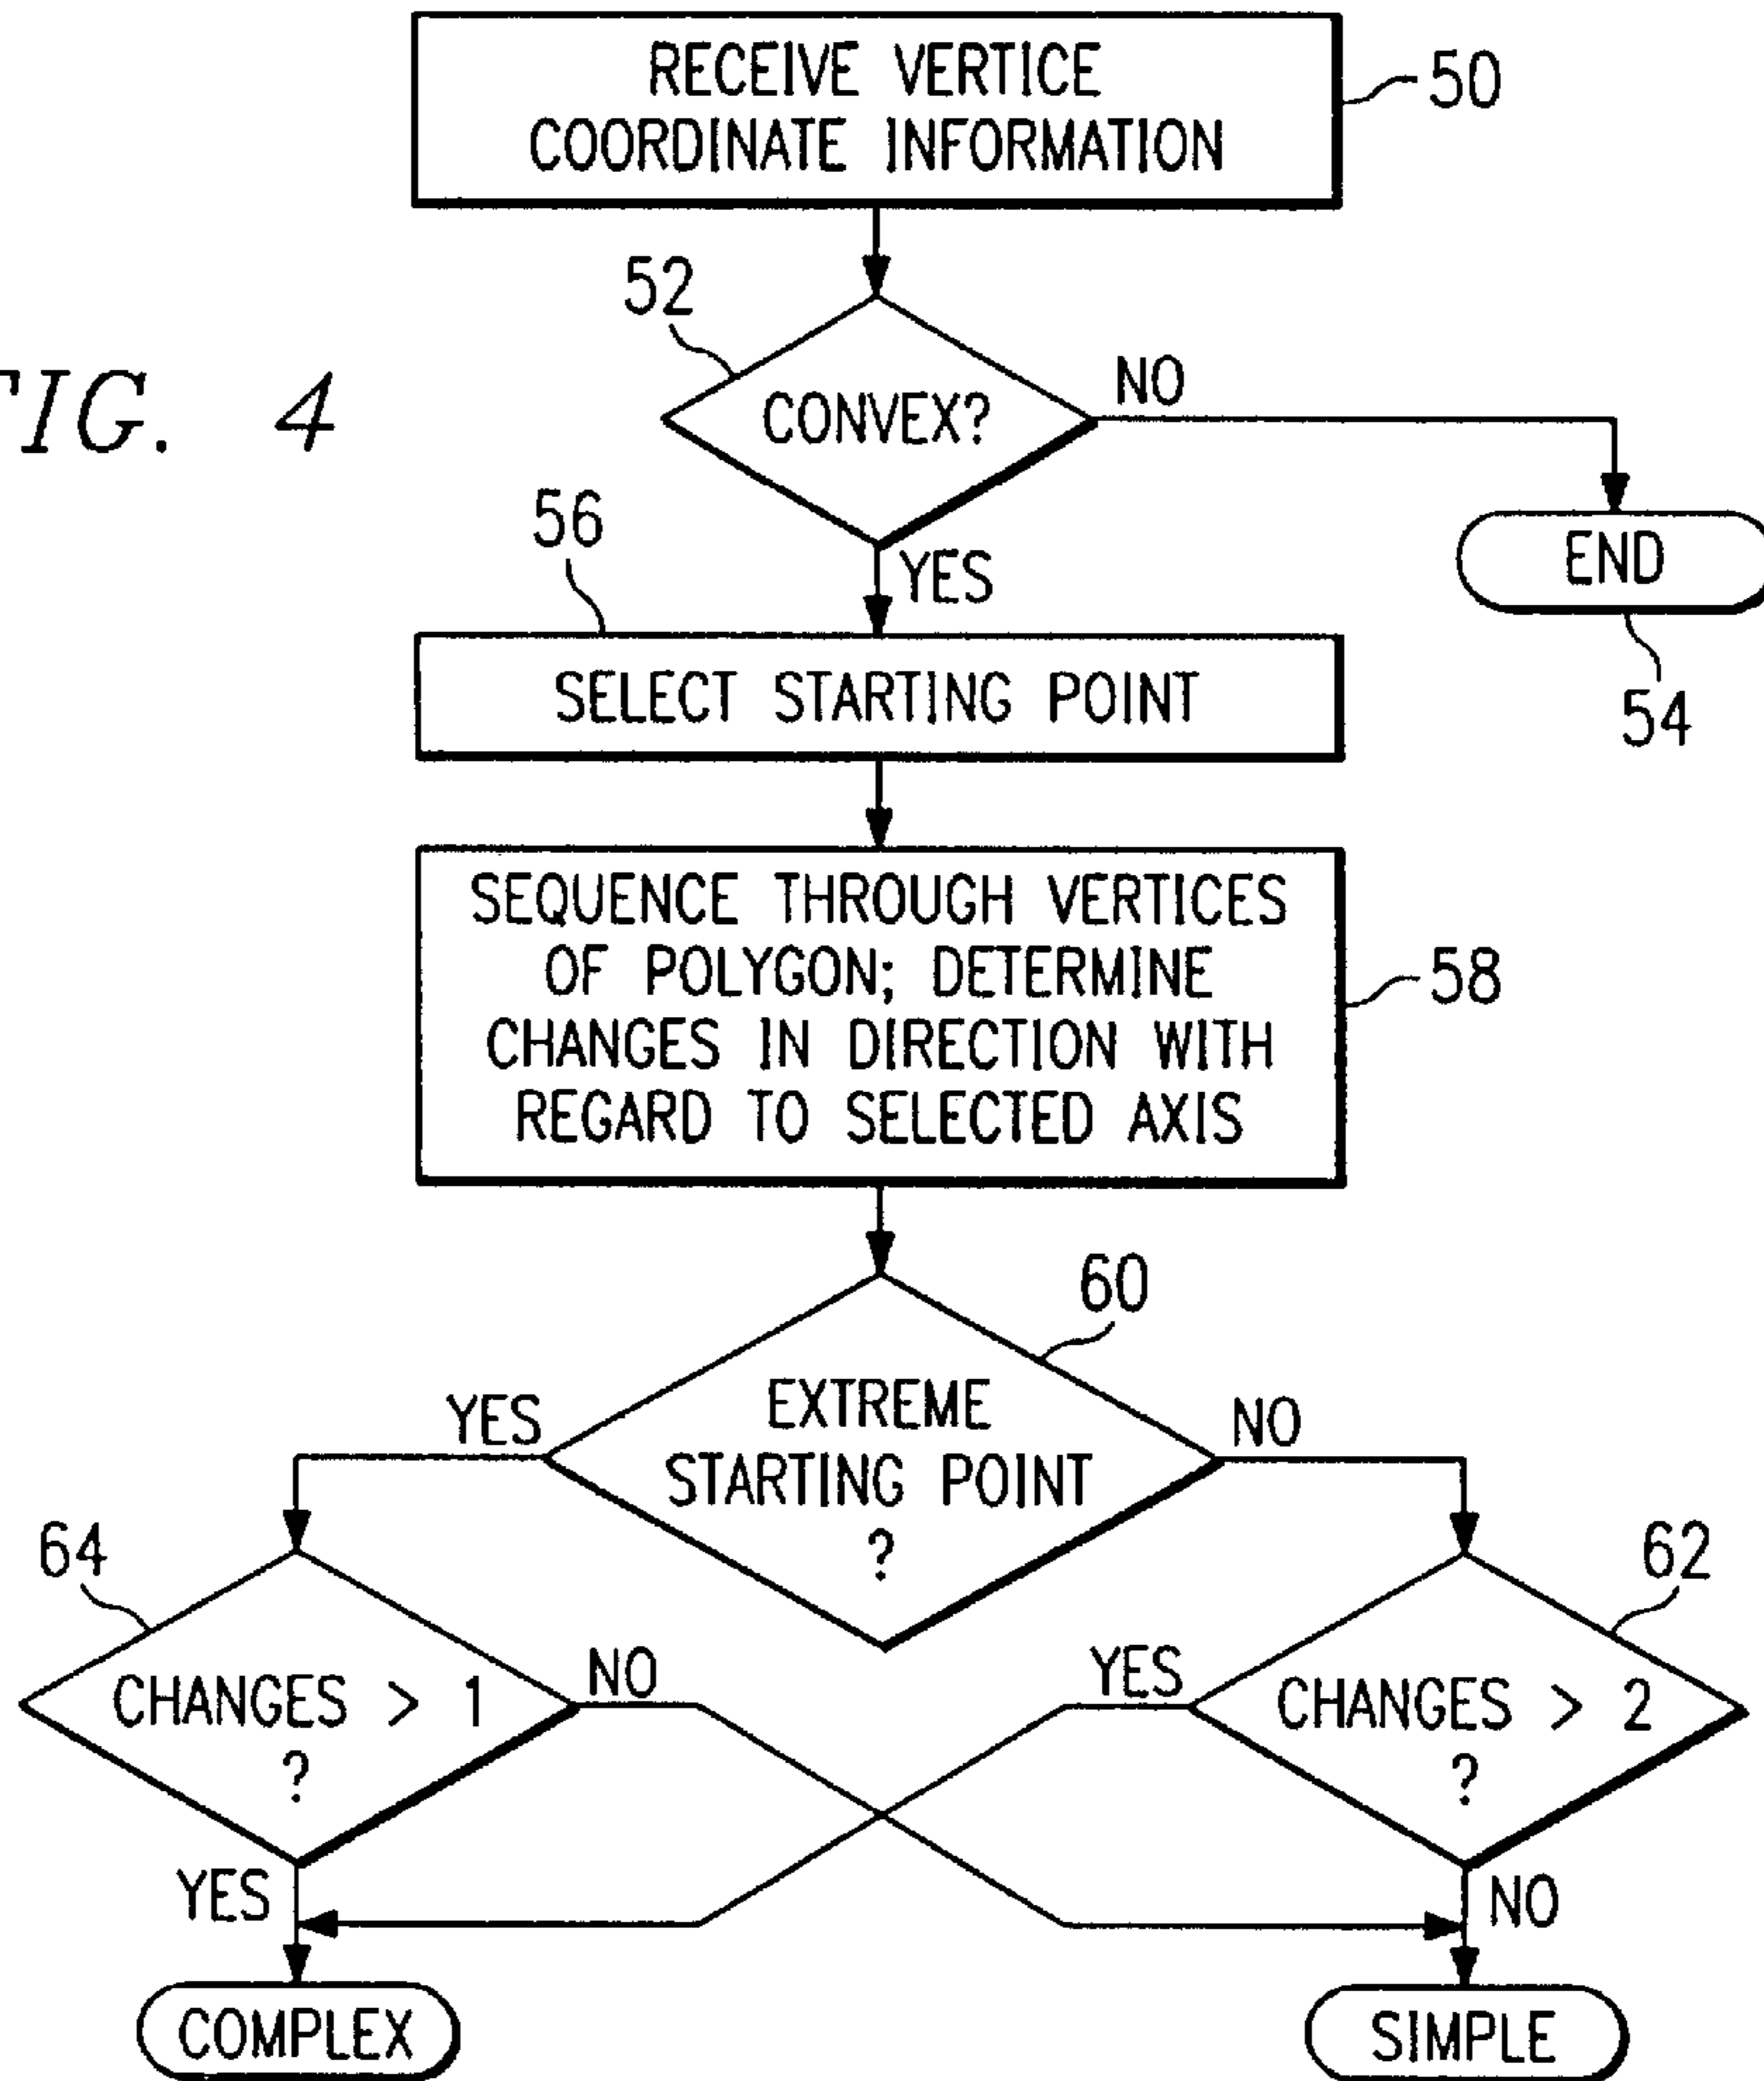 RECEIVE VERTICE
COORDINATE INFORMATION
50
52
FIG. 4
CONVEX?
NO
END
54
YES
56
SELECT STARTING POINT
SEQUENCE THROUGH VERTICES
OF POLYGON; DETERMINE
CHANGES IN DIRECTION WITH
REGARD TO SELECTED AXIS
58
60
EXTREME
STARTING POINT
?
YES
NO
64
CHANGES > 1
?
NO
YES
62
CHANGES > 2
?
YES
NO
COMPLEX
SIMPLE